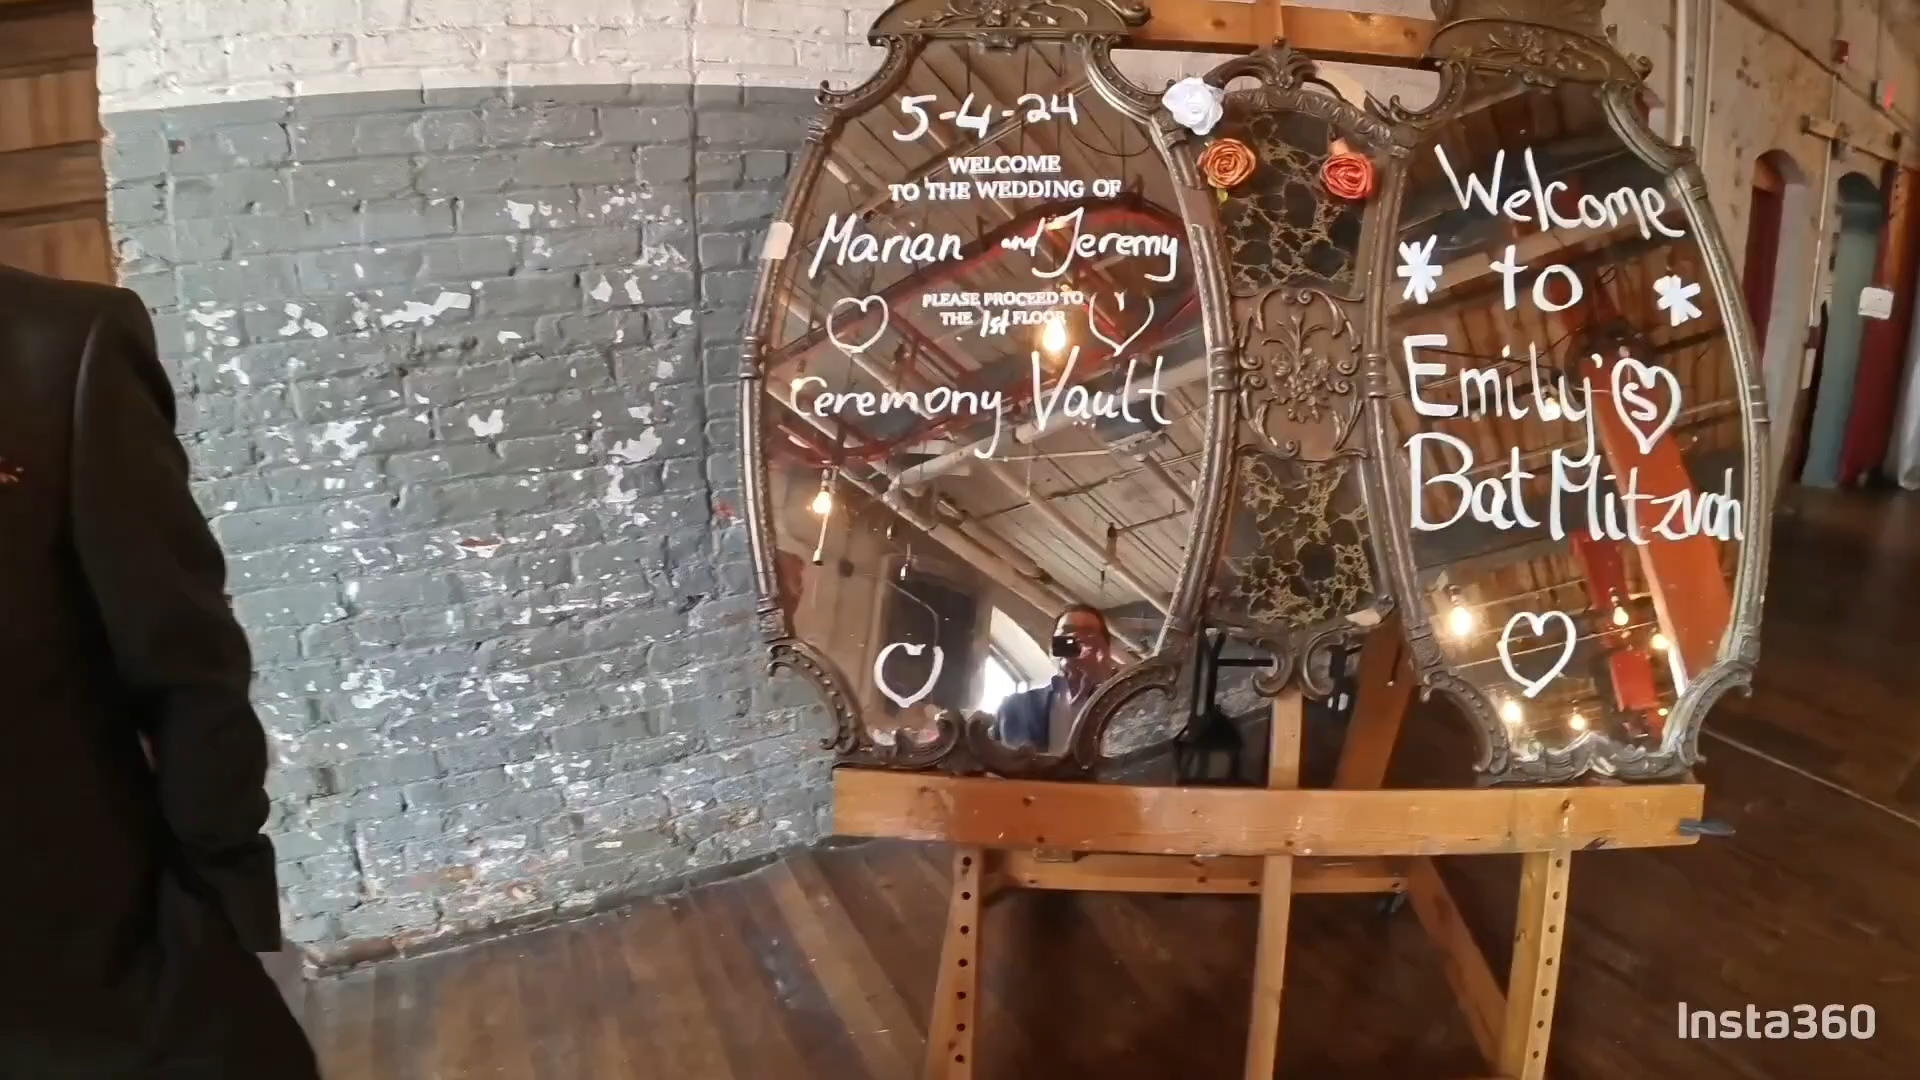 5-4-24
WELCOME
TO THE WEDDING OF
Marian and Jeremy
PLEASE PROCEED TO
THE 1st FLOOR
Ceremony Vault
Welcome
to
Emily's
Bat Mitzvah
Insta360